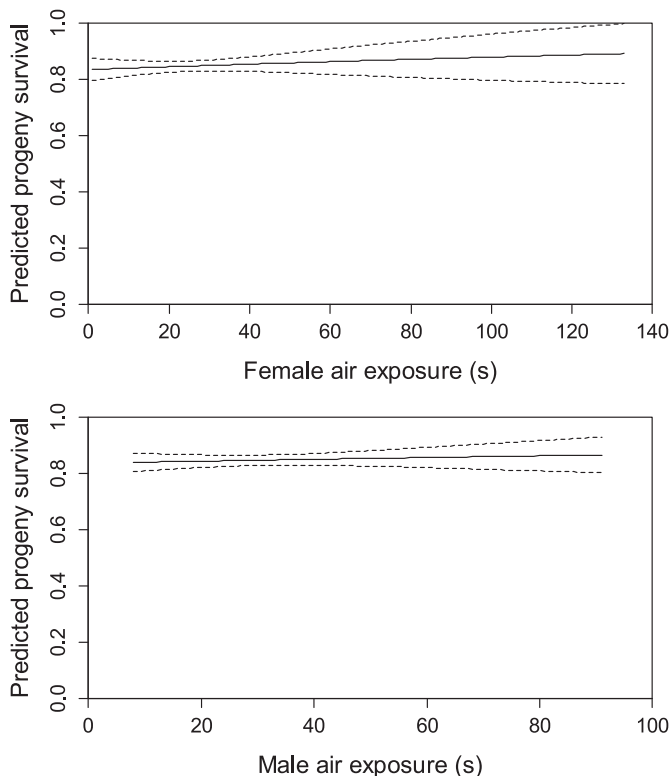 Predicted progeny survival
1.0
0.8
0.6
0.4
0.2
0.0
0 20 40 60 80 100 120 140
Female air exposure (s)
Predicted progeny survival
1.0
0.8
0.6
0.4
0.2
0.0
0 20 40 60 80 100
Male air exposure (s)